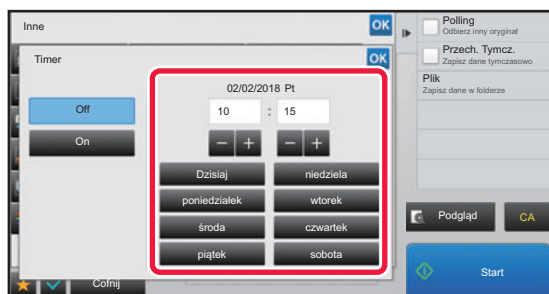 Inne
OK
Timer
OK
02/02/2018 Pt
Off
10 : 15
On
Dzisiaj
niedziela
poniedziałek
wtorek
środa
czwartek
piątek
sobota
Cofnij
Polling
Odbierz inny oryginał
Przech. Tymcz.
Zapisz dane tymczasowo
Plik
Zapisz dane w folderze
Podgląd
CA
Start